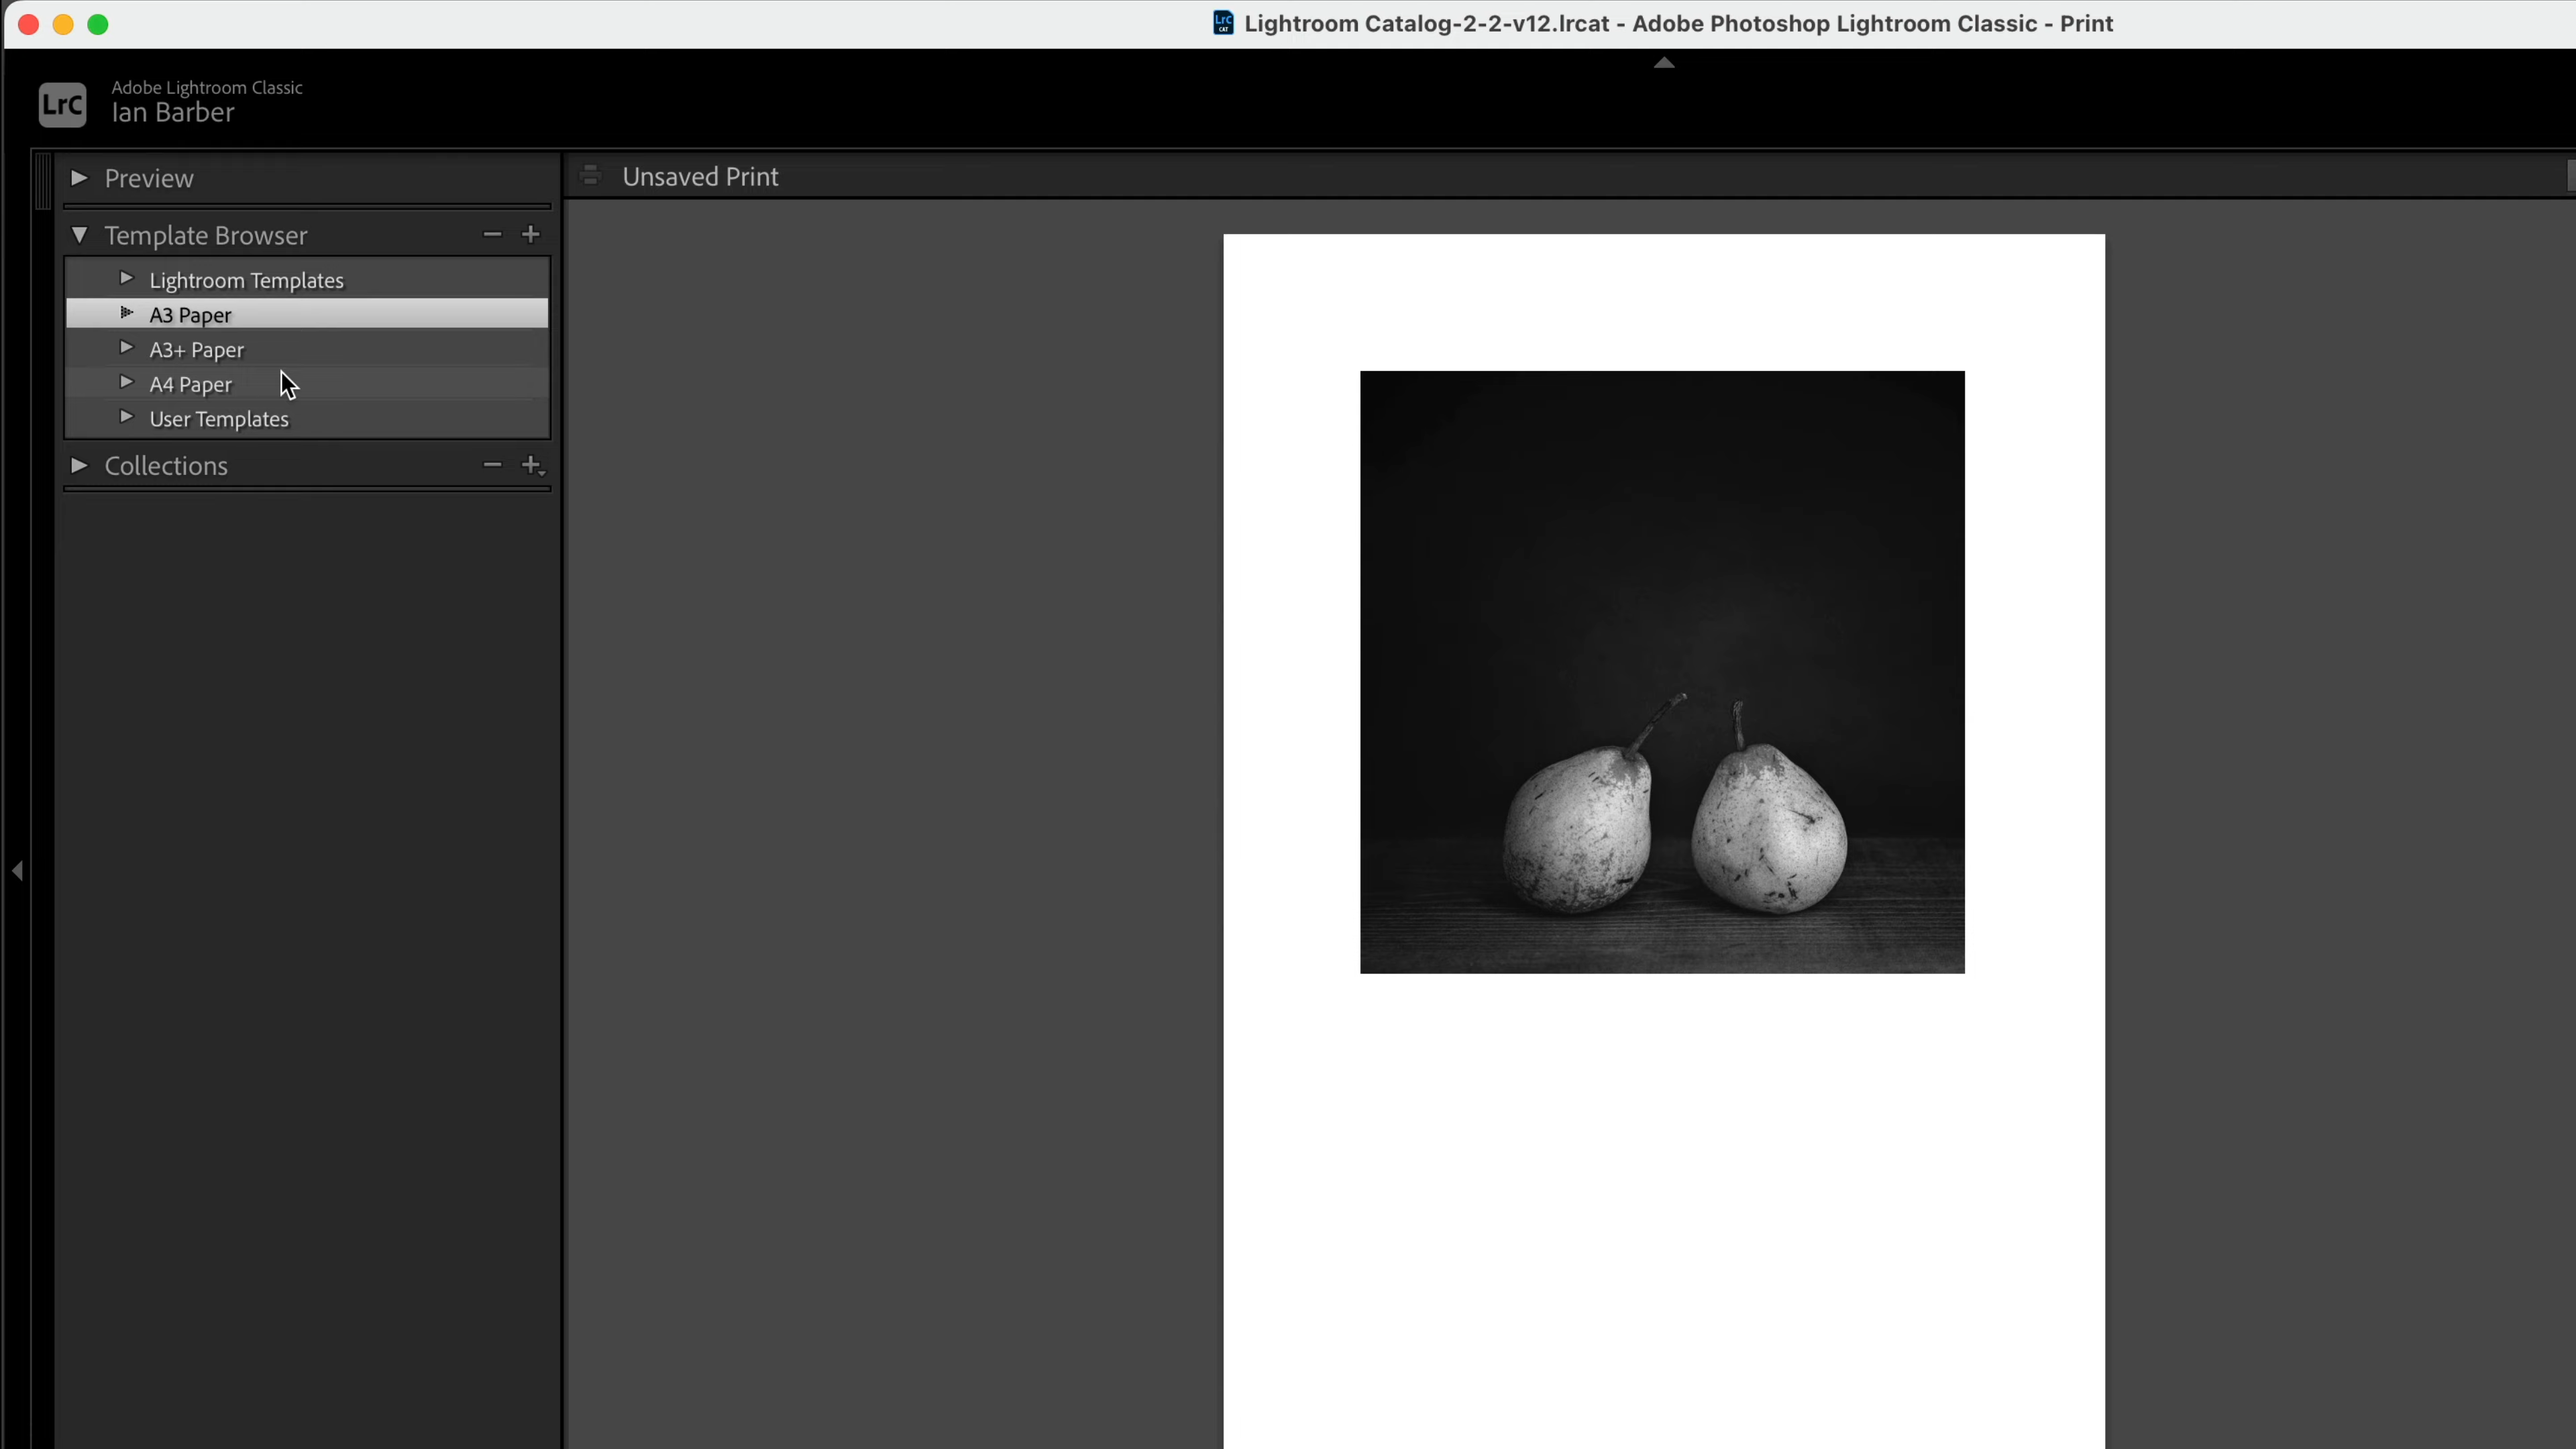 Lightroom Catalog-2-2-v12.lrcat - Adobe Photoshop Lightroom Classic - Print
LrC
Adobe Lightroom Classic
Ian Barber
Preview
Unsaved Print
Template Browser
Lightroom Templates
A3 Paper
A3+ Paper
A4 Paper
User Templates
Collections